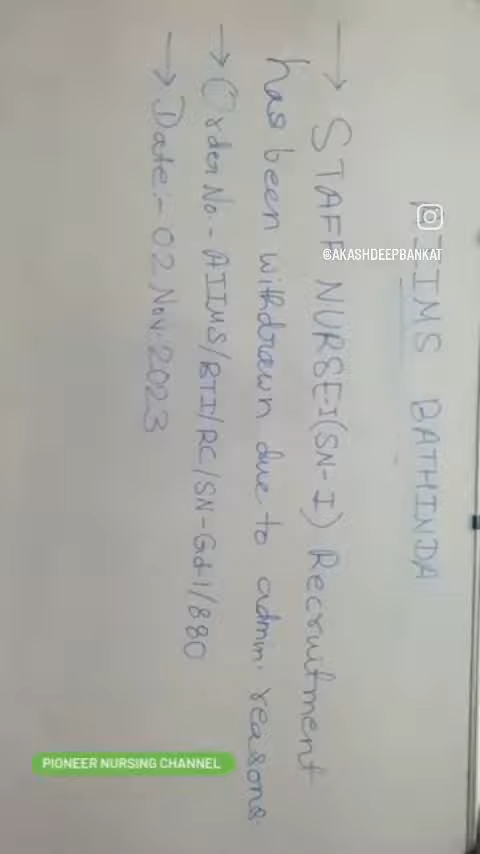 AIIMS BATHINDA
→ STAFF NURSE-I (SN-I) Recruitment
has been withdrawn due to admin. reasons.
→ Order No:- AIIMS/BTI/RC/SN-Gd-1/880
→ Date:- 02 Nov. 2023
@AKASHDEEPBANKAT
PIONEER NURSING CHANNEL